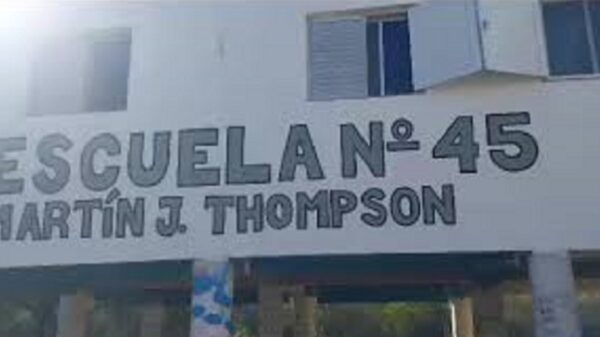 ESCUELA Nº 45
MARTÍN J. THOMPSON